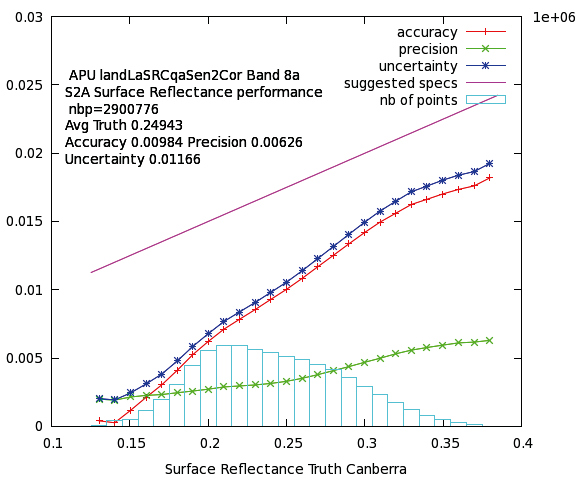 0.03
1e+06
accuracy
precision
uncertainty
suggested specs
nb of points
APU landLaSRCqaSen2Cor Band 8a
S2A Surface Reflectance performance
nbp=2900776
Avg Truth 0.24943
Accuracy 0.00984 Precision 0.00626
Uncertainty 0.01166
0.025
0.02
0.015
0.01
0.005
0
0.1 0.15 0.2 0.25 0.3 0.35 0.4
Surface Reflectance Truth Canberra